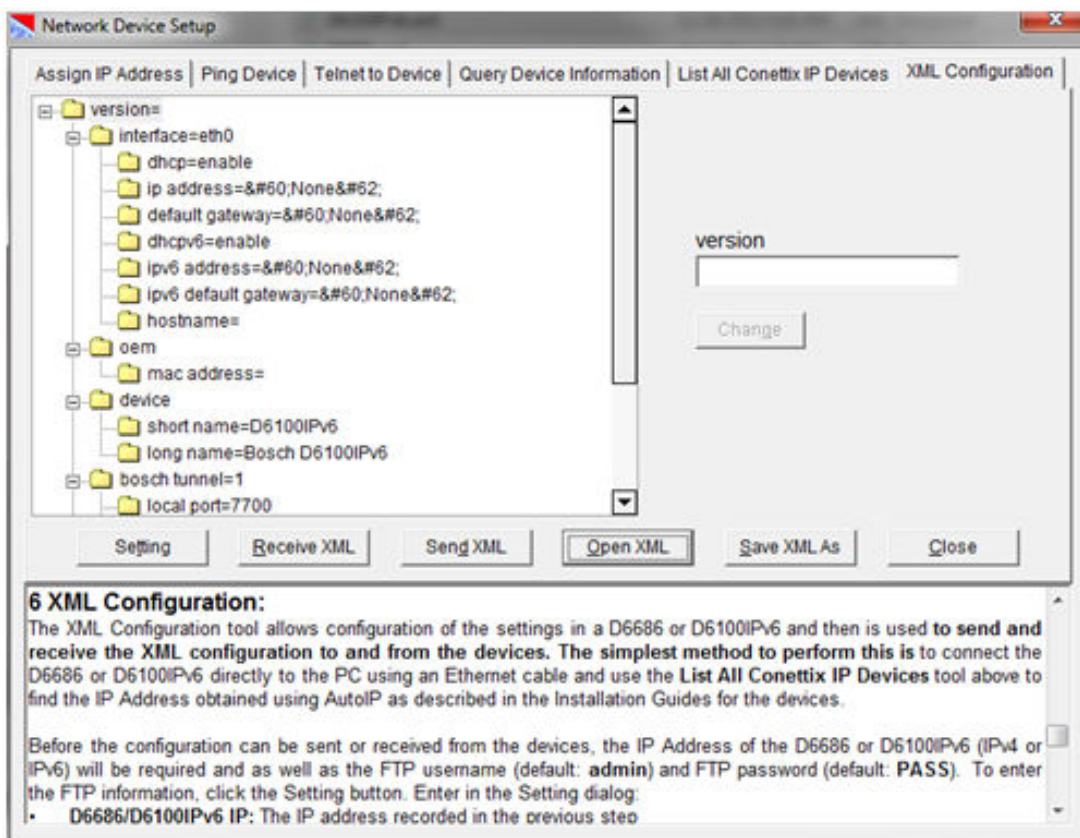 Network Device Setup
x
Assign IP Address | Ping Device | Telnet to Device | Query Device Information | List All Conettix IP Devices | XML Configuration
version=
interface=eth0
dhcp=enable
ip address=&#60;None&#62;
default gateway=&#60;None&#62;
dhcpv6=enable
ipv6 address=&#60;None&#62;
ipv6 default gateway=&#60;None&#62;
hostname=
oem
mac address=
device
short name=D6100IPv6
long name=Bosch D6100IPv6
bosch tunnel=1
local port=7700
version
Change
Setting Receive XML Send XML Open XML Save XML As Close
6 XML Configuration:
The XML Configuration tool allows configuration of the settings in a D6686 or D6100IPv6 and then is used to send and
receive the XML configuration to and from the devices. The simplest method to perform this is to connect the
D6686 or D6100IPv6 directly to the PC using an Ethernet cable and use the List All Conettix IP Devices tool above to
find the IP Address obtained using AutoIP as described in the Installation Guides for the devices.
Before the configuration can be sent or received from the devices, the IP Address of the D6686 or D6100IPv6 (IPv4 or
IPv6) will be required and as well as the FTP username (default: admin) and FTP password (default: PASS). To enter
the FTP information, click the Setting button. Enter in the Setting dialog:
• D6686/D6100IPv6 IP: The IP address recorded in the previous step